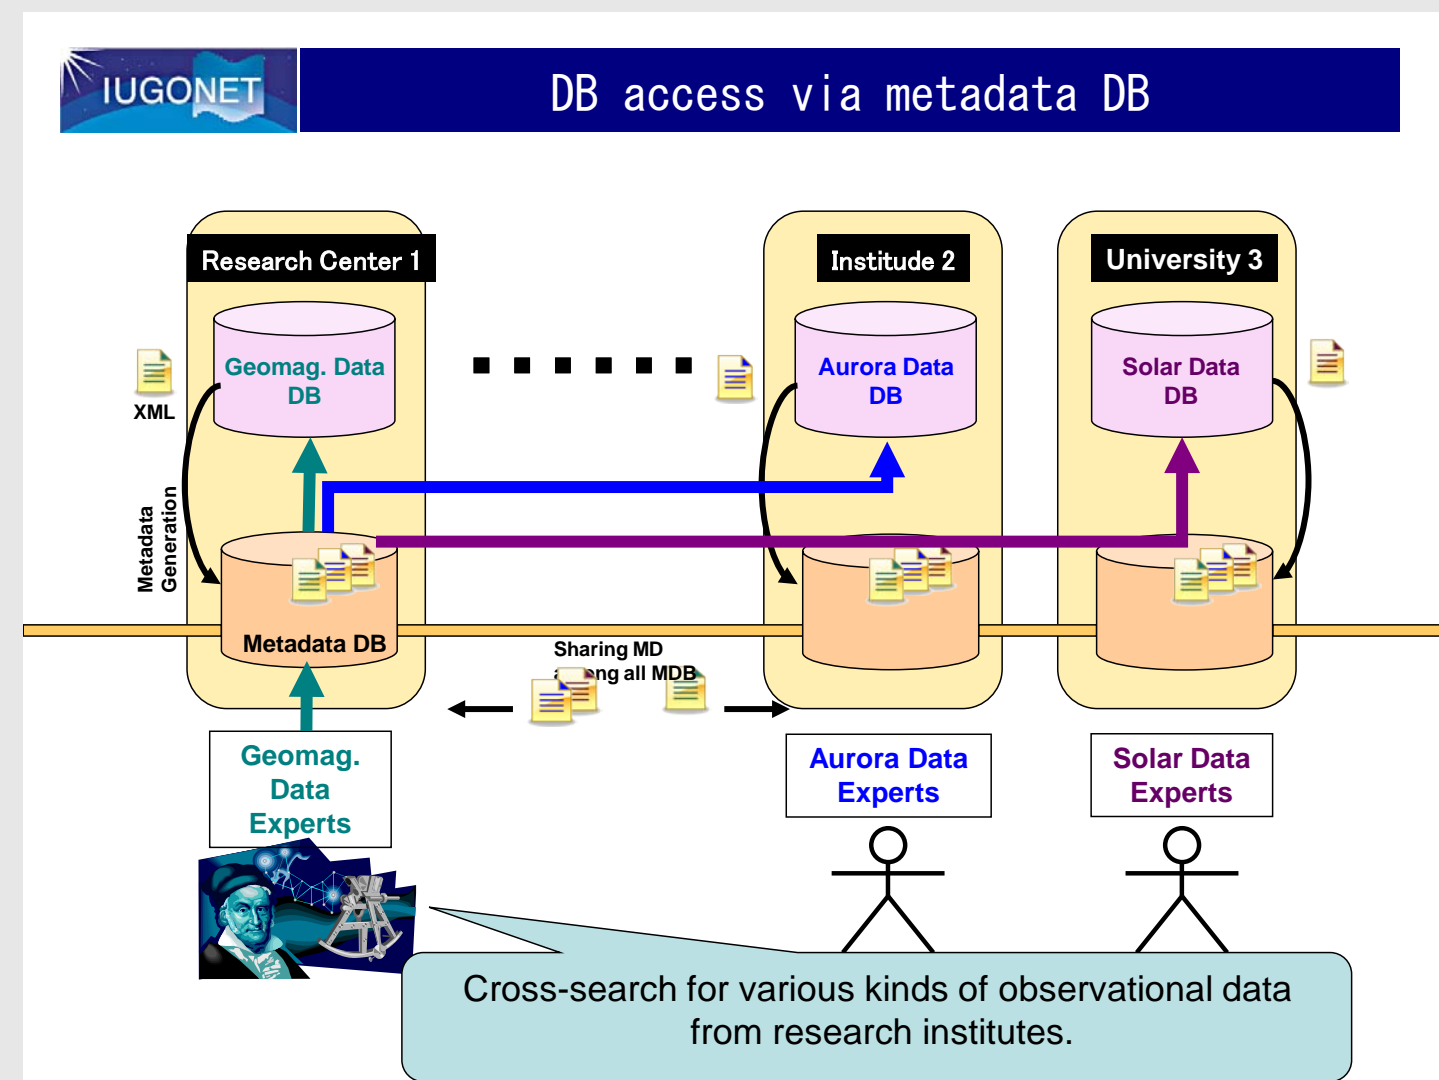 IUGONET
DB access via metadata DB
Research Center 1
Institude 2
University 3
Geomag. Data
DB
Aurora Data
DB
Solar Data
DB
XML
Metadata
Generation
Metadata DB
Sharing MD
among all MDB
Geomag.
Data
Experts
Aurora Data
Experts
Solar Data
Experts
Cross-search for various kinds of observational data
from research institutes.